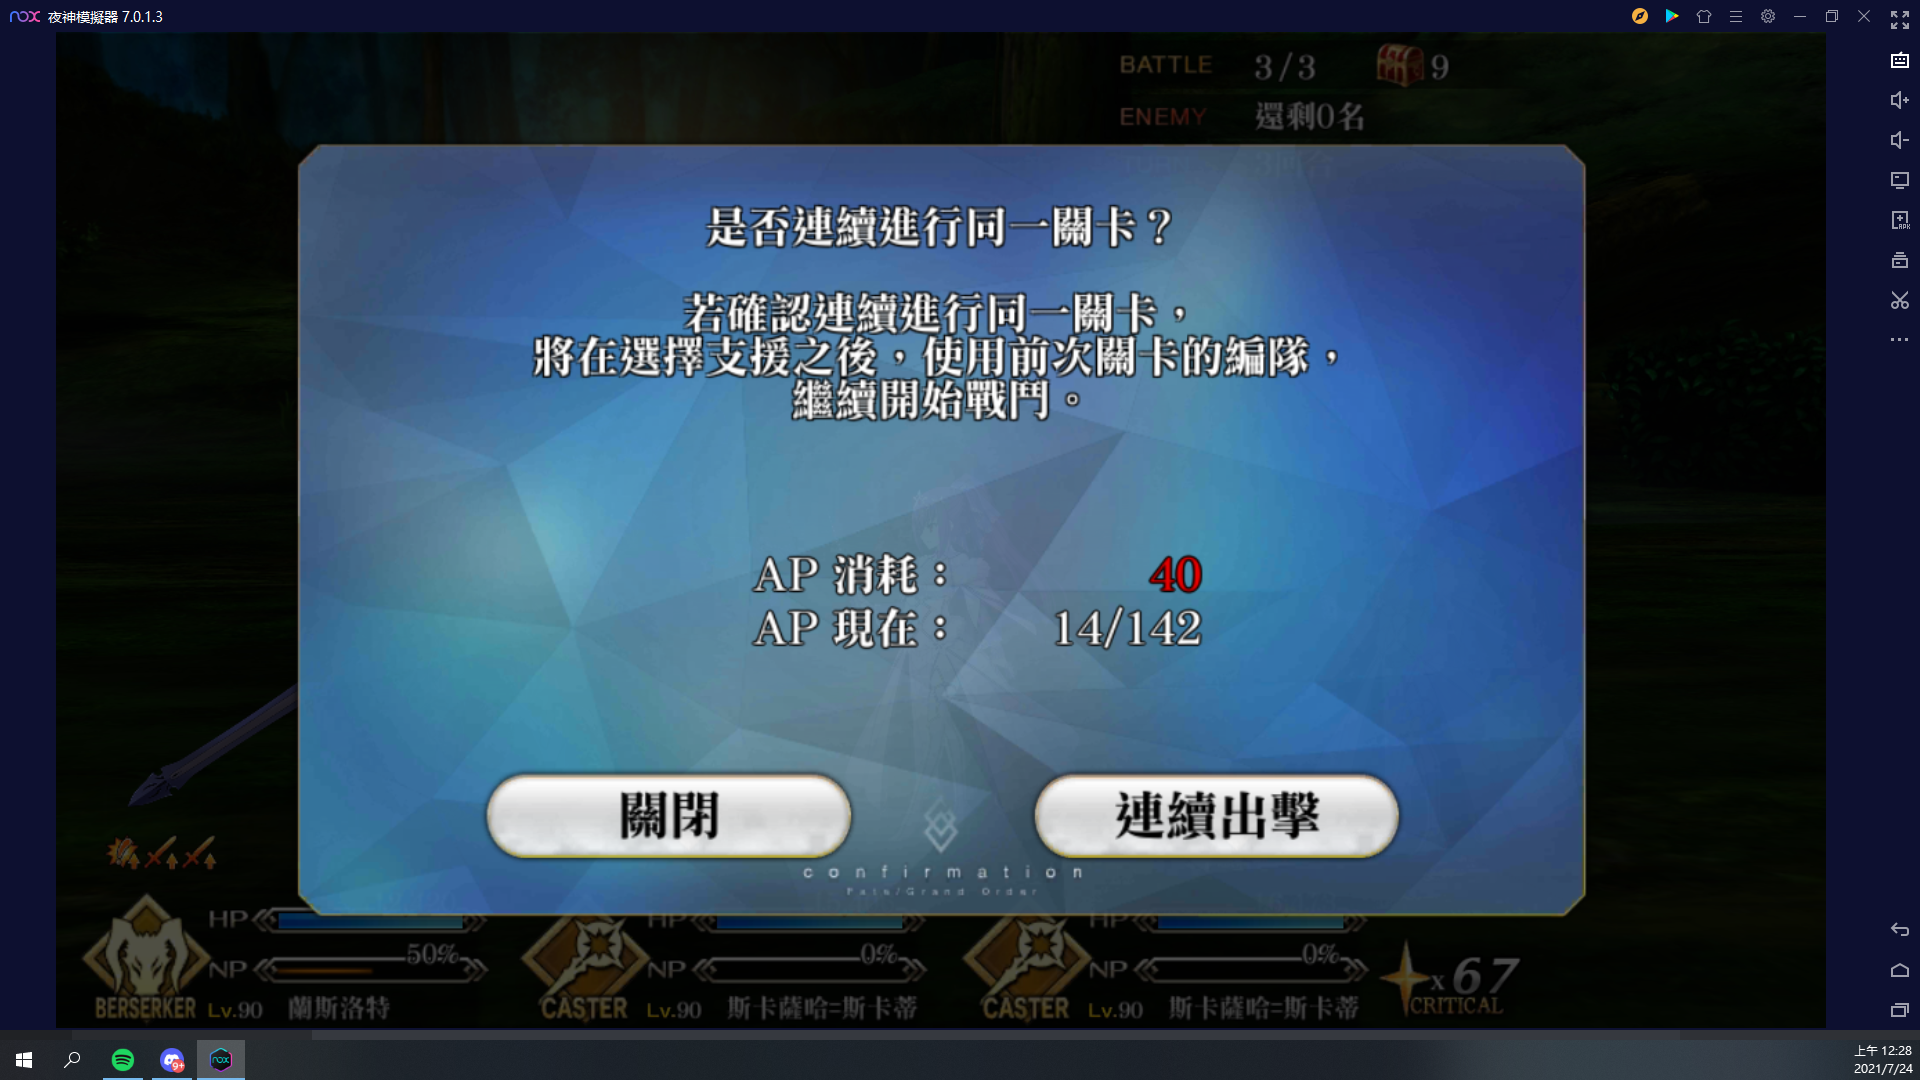 nox 夜神模擬器 7.0.1.3
BATTLE 3/3 9
ENEMY 還剩0名
是否連續進行同一關卡？
若確認連續進行同一關卡，
將在選擇支援之後，使用前次關卡的編隊，
繼續開始戰鬥。
AP 消耗： 40
AP 現在： 14/142
關閉
連續出擊
confirmation
Fate/Grand Order
HP HP HP
50% 0% 0%
NP NP NP
x67
CRITICAL
BERSERKER Lv.90 蘭斯洛特
CASTER Lv.90 斯卡薩哈=斯卡蒂
CASTER Lv.90 斯卡薩哈=斯卡蒂
9+
nox
上午 12:28
2021/7/24